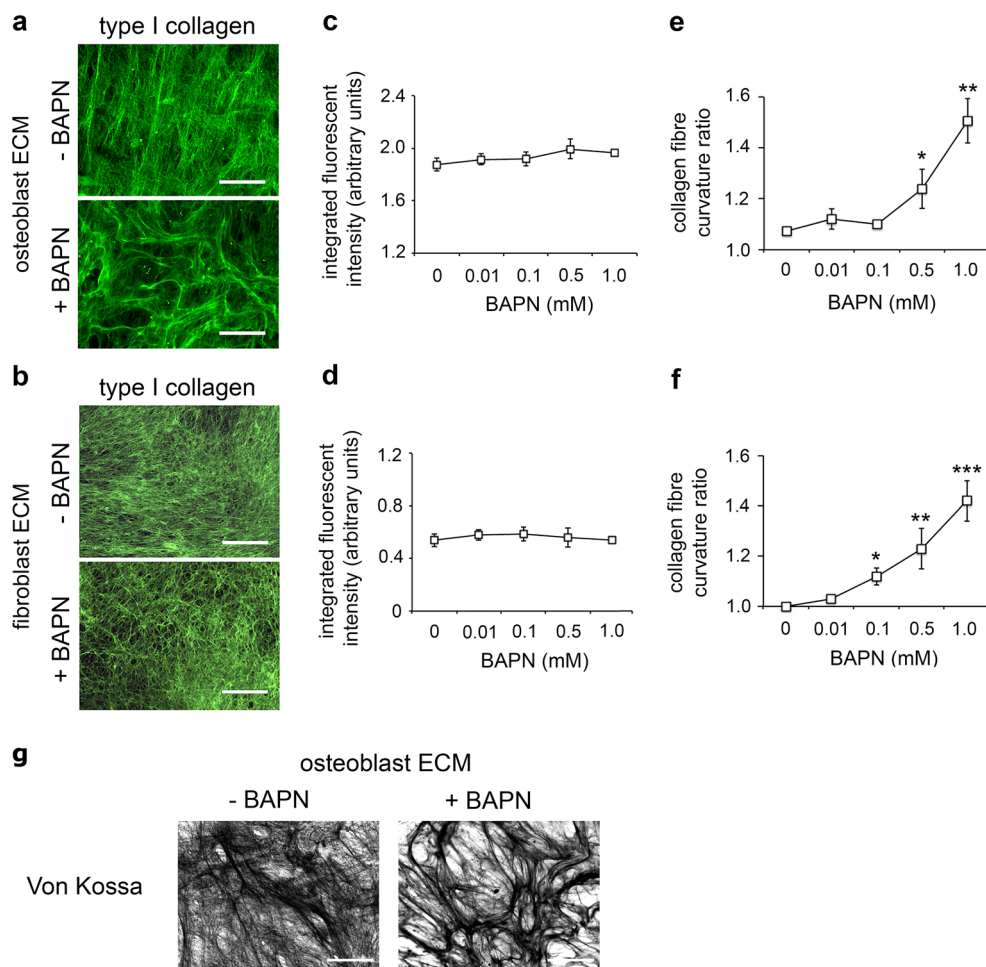 a
type I collagen
osteoblast ECM
- BAPN
+ BAPN
b
type I collagen
fibroblast ECM
- BAPN
+ BAPN
c
integrated fluorescent
intensity (arbitrary units)
2.4
2.0
1.6
1.2
0 0.01 0.1 0.5 1.0
BAPN (mM)
d
integrated fluorescent
intensity (arbitrary units)
1.2
0.8
0.4
0
0 0.01 0.1 0.5 1.0
BAPN (mM)
e
collagen fibre
curvature ratio
1.6
1.4
1.2
1.0
* **
0 0.01 0.1 0.5 1.0
BAPN (mM)
f
collagen fibre
curvature ratio
1.6
1.4
1.2
1.0
* ** ***
0 0.01 0.1 0.5 1.0
BAPN (mM)
g
osteoblast ECM
- BAPN + BAPN
Von Kossa